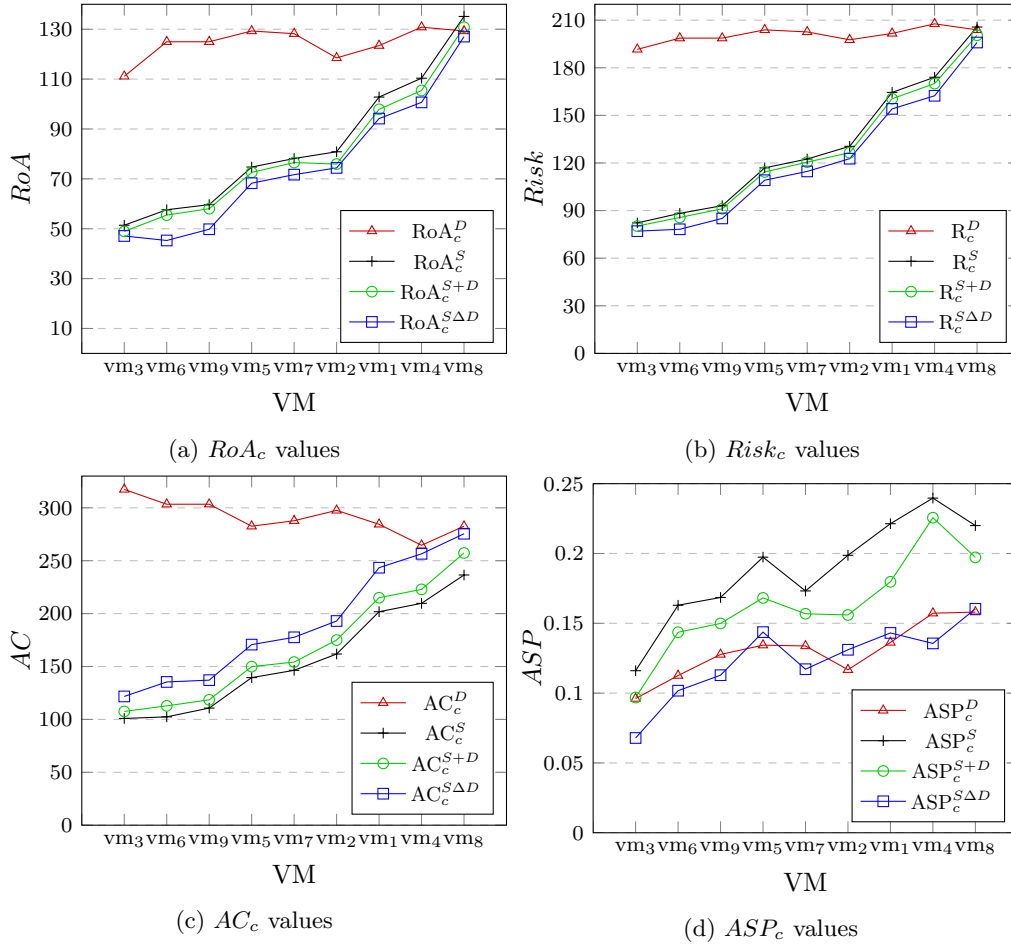 130
110
90
70
50
30
10
RoA
RoA_c^D
RoA_c^S
RoA_c^{S+D}
RoA_c^{SΔD}
vm₃ vm₆ vm₉ vm₅ vm₇ vm₂ vm₁ vm₄ vm₈
VM
(a) RoA_c values
210
180
150
120
90
60
30
0
Risk
R_c^D
R_c^S
R_c^{S+D}
R_c^{SΔD}
vm₃ vm₆ vm₉ vm₅ vm₇ vm₂ vm₁ vm₄ vm₈
VM
(b) Risk_c values
300
250
200
150
100
50
0
AC
AC_c^D
AC_c^S
AC_c^{S+D}
AC_c^{SΔD}
vm₃ vm₆ vm₉ vm₅ vm₇ vm₂ vm₁ vm₄ vm₈
VM
(c) AC_c values
0.25
0.2
0.15
0.1
0.05
0
ASP
ASP_c^D
ASP_c^S
ASP_c^{S+D}
ASP_c^{SΔD}
vm₃ vm₆ vm₉ vm₅ vm₇ vm₂ vm₁ vm₄ vm₈
VM
(d) ASP_c values